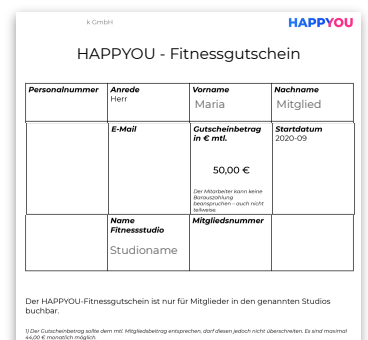 k GmbH
HAPPYOU
HAPPYOU - Fitnessgutschein
Personalnummer Anrede Vorname Nachname
Herr
Maria Mitglied
E-Mail Gutscheinbetrag Startdatum
in € mtl. 2020-09
50,00 €
Der Mitarbeiter kann keine
Barauszahlung
beanspruchen – auch nicht
teilweise.
Name Mitgliedsnummer
Fitnessstudio
Studioname
Der HAPPYOU-Fitnessgutschein ist nur für Mitglieder in den genannten Studios
buchbar.
1) Der Gutscheinbetrag sollte dem mtl. Mitgliedsbeitrag entsprechen, darf diesen jedoch nicht überschreiten. Es sind maximal
44,00 € monatlich möglich.